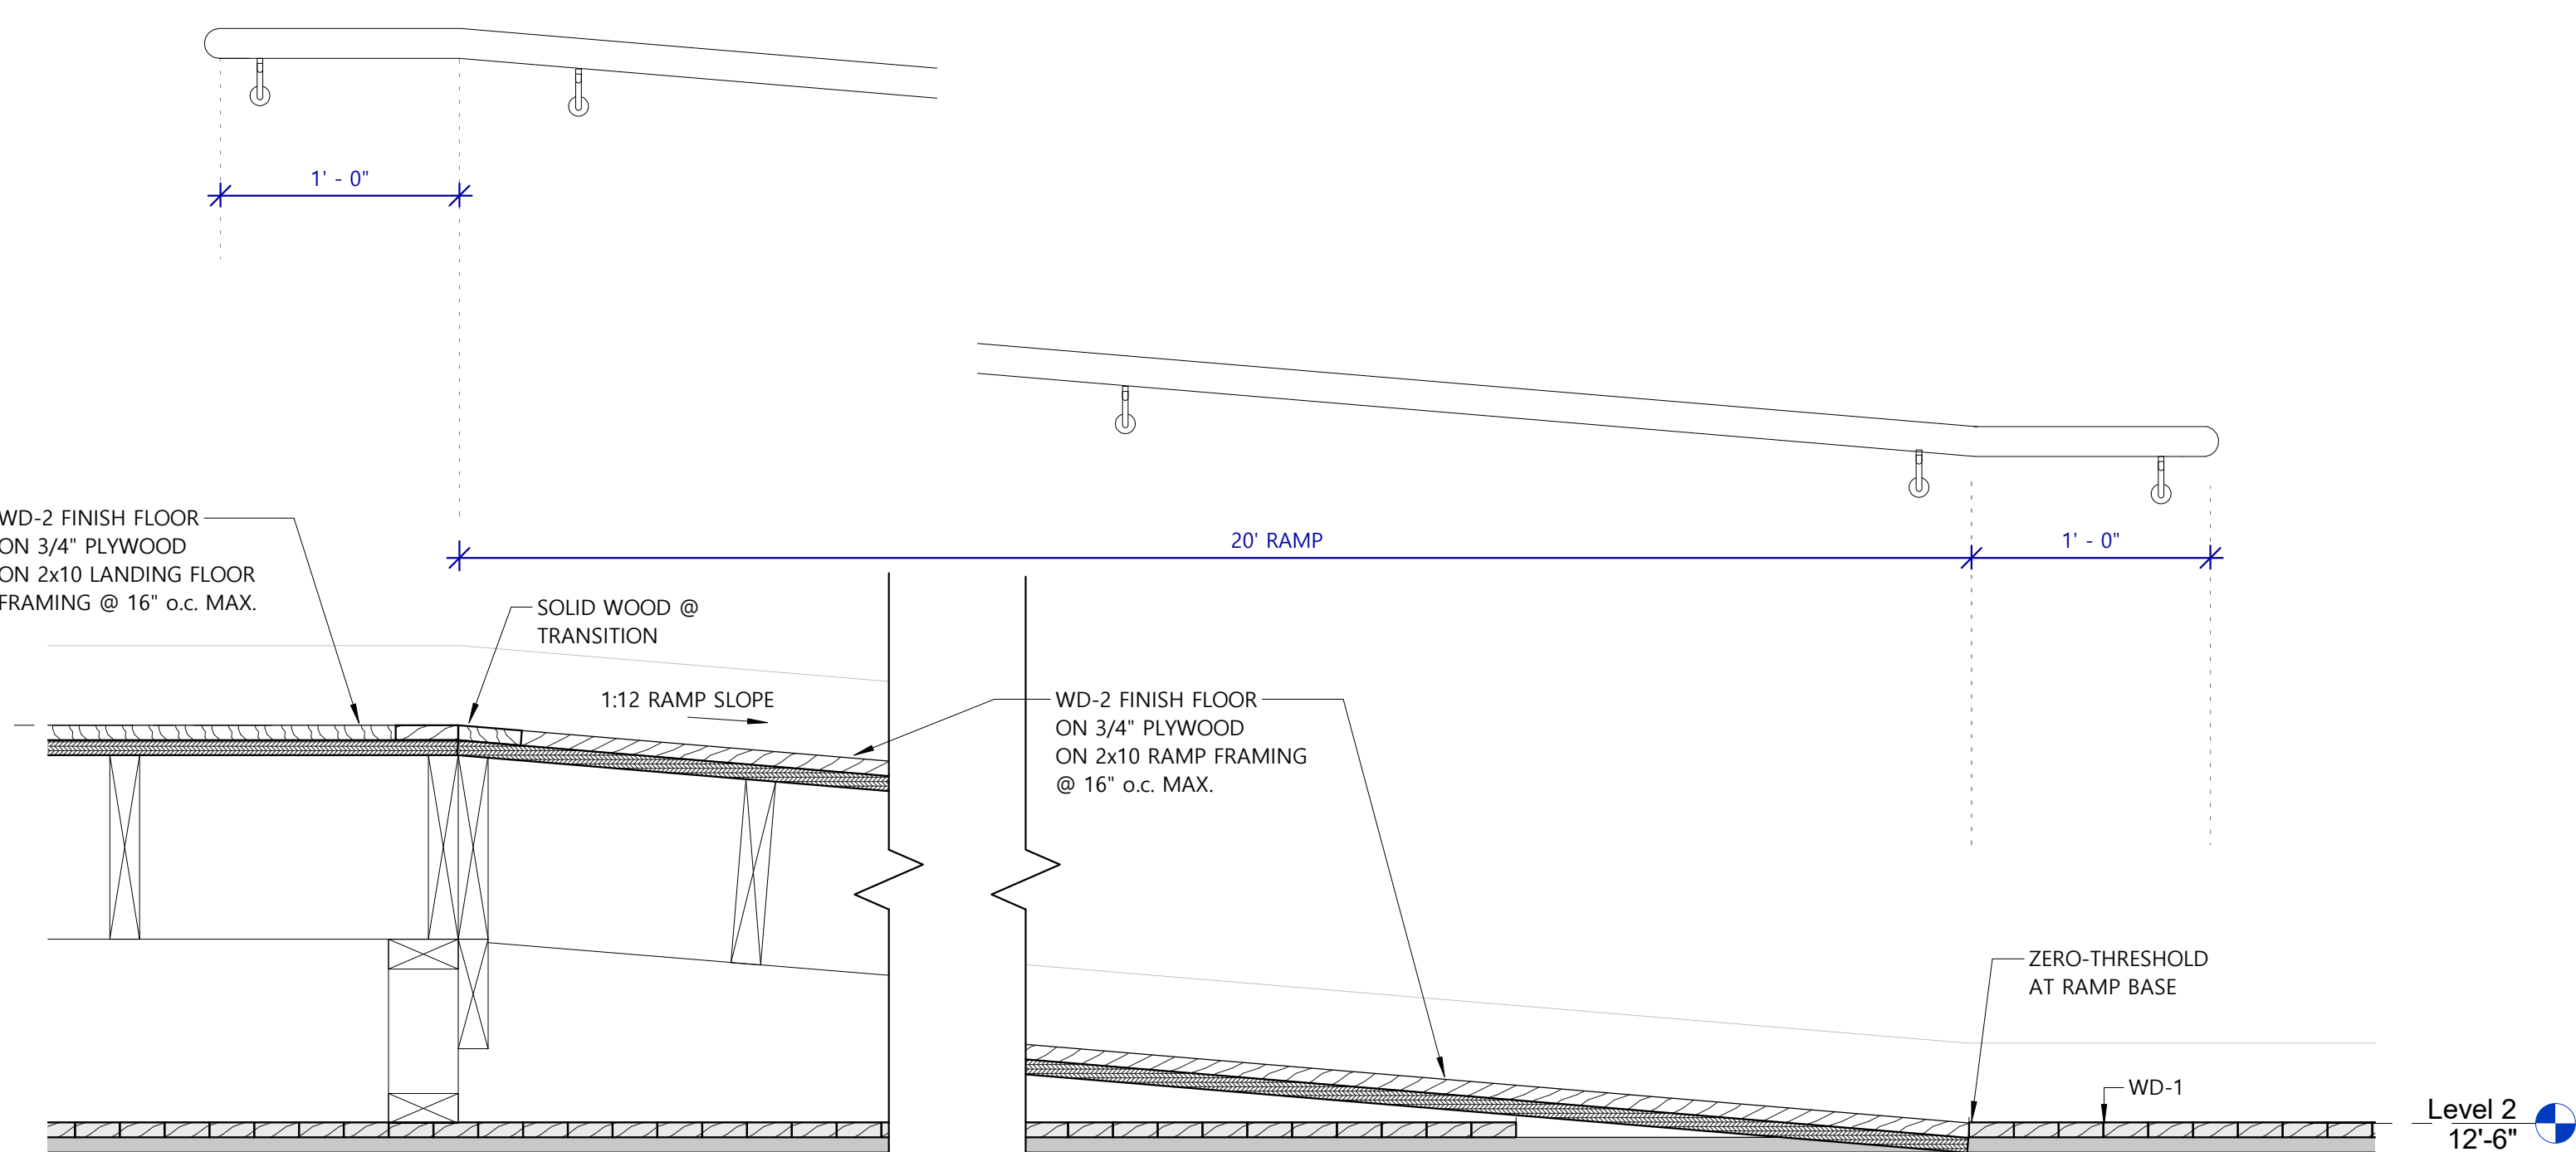 1' - 0"
20' RAMP
1' - 0"
WD-2 FINISH FLOOR
ON 3/4" PLYWOOD
ON 2x10 LANDING FLOOR
FRAMING @ 16" o.c. MAX.
SOLID WOOD @
TRANSITION
1:12 RAMP SLOPE
WD-2 FINISH FLOOR
ON 3/4" PLYWOOD
ON 2x10 RAMP FRAMING
@ 16" o.c. MAX.
ZERO-THRESHOLD
AT RAMP BASE
WD-1
Level 2
12'-6"